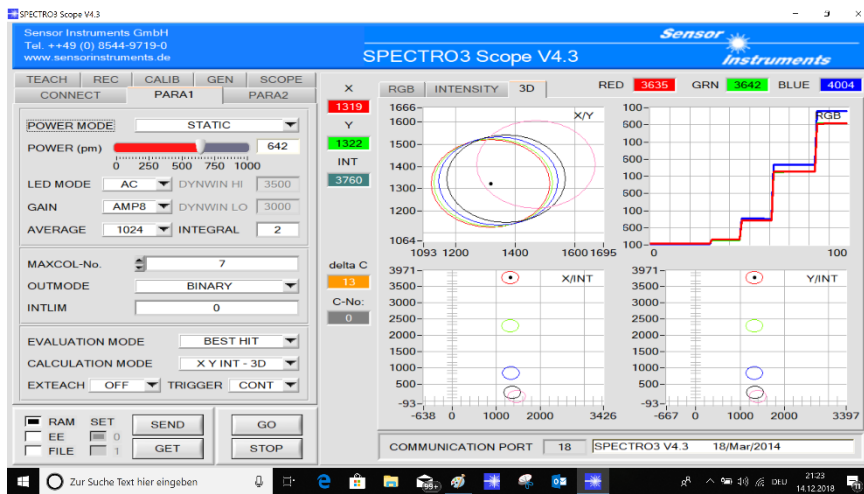 SPECTRO3 Scope V4.3
Sensor Instruments GmbH
Tel. ++49 (0) 8544-9719-0
www.sensorinstruments.de
SPECTRO3 Scope V4.3
Sensor
Instruments
TEACH REC CALIB GEN SCOPE
CONNECT PARA1 PARA2
POWER MODE STATIC
POWER (pm) 642
0 250 500 750 1000
LED MODE AC DYNWIN HI 3500
GAIN AMP8 DYNWIN LO 3000
AVERAGE 1024 INTEGRAL 2
MAXCOL-No. 7
OUTMODE BINARY
INTLIM 0
EVALUATION MODE BEST HIT
CALCULATION MODE X Y INT - 3D
EXTEACH OFF TRIGGER CONT
RAM SET SEND GO
EE 0
FILE 1 GET STOP
X
1319
Y
1322
INT
3760
delta C
13
C-No:
0
RGB INTENSITY 3D
RED 3635 GRN 3642 BLUE 4004
X/Y
1666
1600
1500
1400
1300
1200
1064
1093 1200 1400 1600 1695
RGB
100
500
100
600
100
600
500
100
500
600
100
0 100
X/INT
3971
3500
3000
2500
2000
1500
1000
500
-93
-638 0 1000 2000 3426
Y/INT
3971
3500
3000
2500
2000
1500
1000
500
-93
-667 0 1000 2000 3397
COMMUNICATION PORT 18 SPECTRO3 V4.3 18/Mar/2014
Zur Suche Text hier eingeben
99+
DEU
21:23
14.12.2018